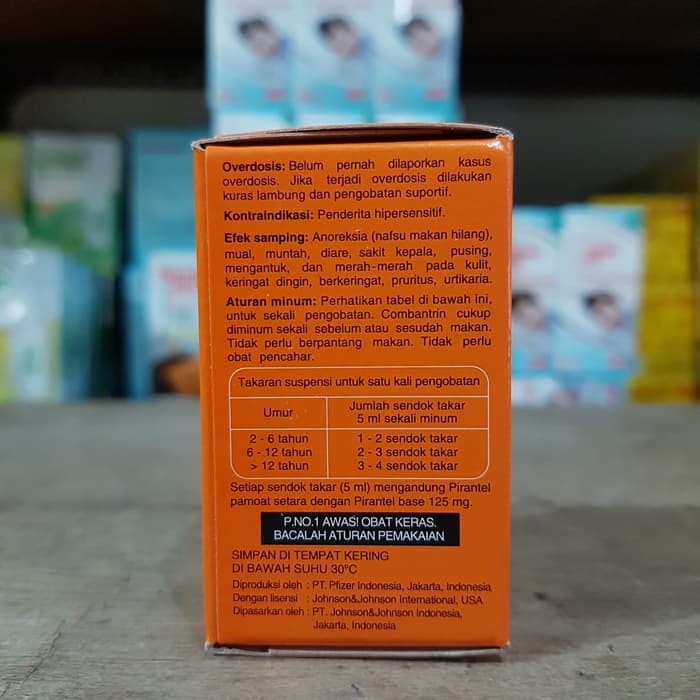 Overdosis: Belum pernah dilaporkan kasus
overdosis. Jika terjadi overdosis dilakukan
kuras lambung dan pengobatan suportif.
Kontraindikasi: Penderita hipersensitif.
Efek samping: Anoreksia (nafsu makan hilang),
mual, muntah, diare, sakit kepala, pusing,
mengantuk, dan merah-merah pada kulit,
keringat dingin, berkeringat, pruritus, urtikaria.
Aturan minum: Perhatikan tabel di bawah ini,
untuk sekali pengobatan. Combantrin cukup
diminum sekali sebelum atau sesudah makan.
Tidak perlu berpantang makan. Tidak perlu
obat pencahar.
Takaran suspensi untuk satu kali pengobatan
Umur
Jumlah sendok takar
5 ml sekali minum
2 - 6 tahun 1 - 2 sendok takar
6 - 12 tahun 2 - 3 sendok takar
> 12 tahun 3 - 4 sendok takar
Setiap sendok takar (5 ml) mengandung Pirantel
pamoat setara dengan Pirantel base 125 mg.
P.NO.1 AWAS! OBAT KERAS.
BACALAH ATURAN PEMAKAIAN
SIMPAN DI TEMPAT KERING
DI BAWAH SUHU 30°C
Diproduksi oleh : PT. Pfizer Indonesia, Jakarta, Indonesia
Dengan lisensi : Johnson&Johnson International, USA
Dipasarkan oleh : PT. Johnson&Johnson Indonesia,
Jakarta, Indonesia